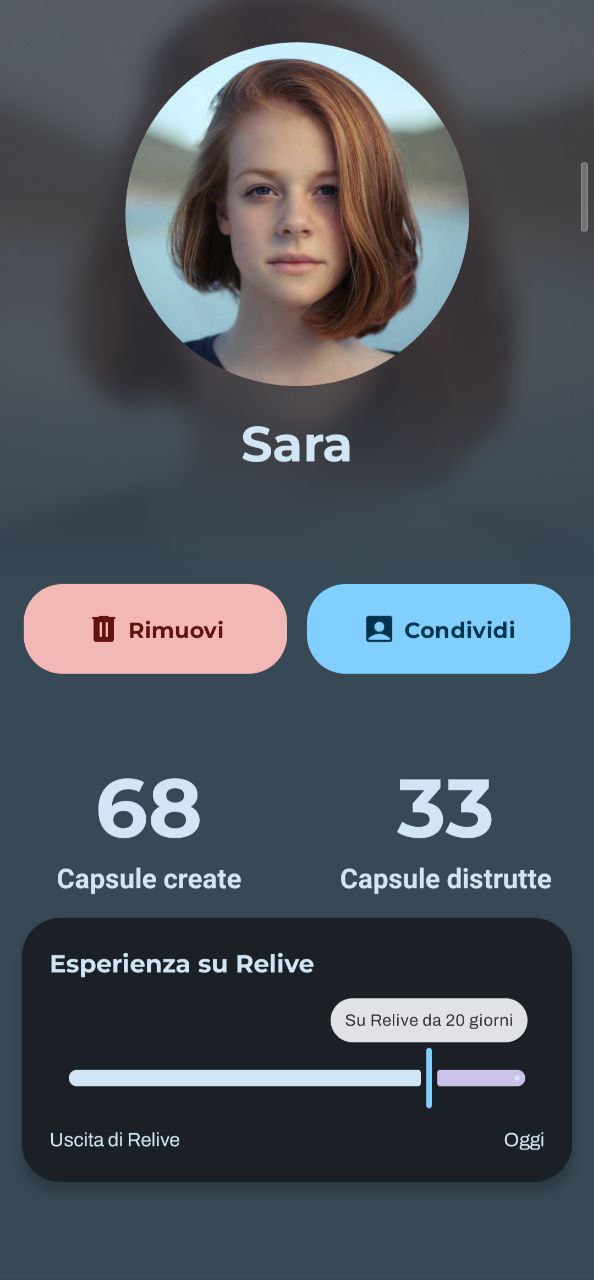 Sara
Rimuovi
Condividi
68
33
Capsule create
Capsule distrutte
Esperienza su Relive
Su Relive da 20 giorni
Uscita di Relive
Oggi